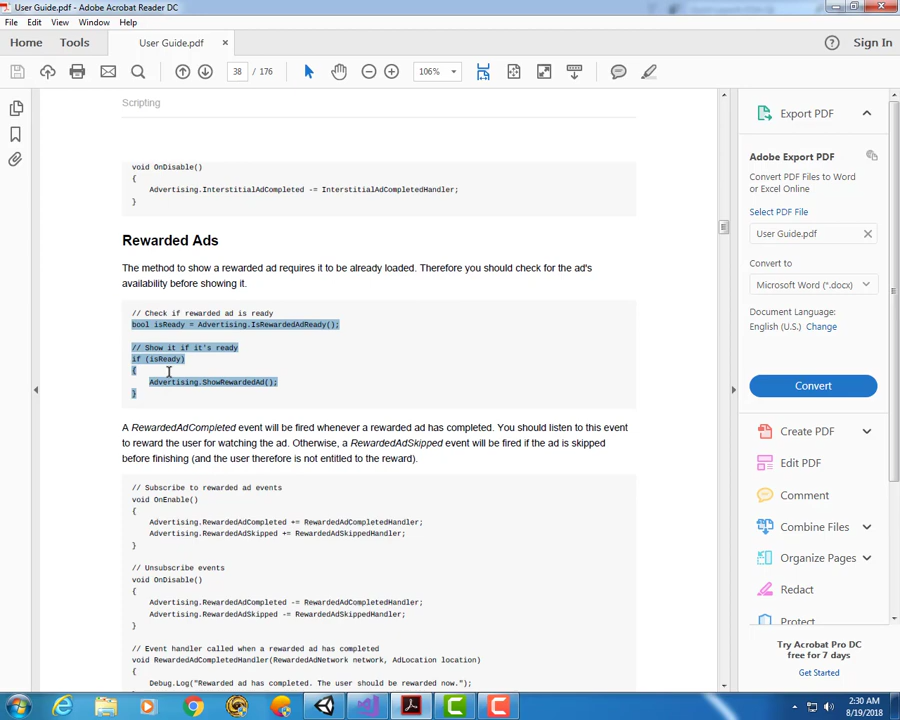 User Guide.pdf - Adobe Acrobat Reader DC
File Edit View Window Help
Home Tools User Guide.pdf × Sign In
38 / 176 106%
Scripting
void OnDisable()
{
Advertising.InterstitialAdCompleted -= InterstitialAdCompletedHandler;
}
Rewarded Ads
The method to show a rewarded ad requires it to be already loaded. Therefore you should check for the ad's
availability before showing it.
// Check if rewarded ad is ready
bool isReady = Advertising.IsRewardedAdReady();
// Show it if it's ready
if (isReady)
{
Advertising.ShowRewardedAd();
}
A RewardedAdCompleted event will be fired whenever a rewarded ad has completed. You should listen to this event
to reward the user for watching the ad. Otherwise, a RewardedAdSkipped event will be fired if the ad is skipped
before finishing (and the user therefore is not entitled to the reward).
// Subscribe to rewarded ad events
void OnEnable()
{
Advertising.RewardedAdCompleted += RewardedAdCompletedHandler;
Advertising.RewardedAdSkipped += RewardedAdSkippedHandler;
}
// Unsubscribe events
void OnDisable()
{
Advertising.RewardedAdCompleted -= RewardedAdCompletedHandler;
Advertising.RewardedAdSkipped -= RewardedAdSkippedHandler;
}
// Event handler called when a rewarded ad has completed
void RewardedAdCompletedHandler(RewardedAdNetwork network, AdLocation location)
{
Debug.Log("Rewarded ad has completed. The user should be rewarded now.");
Export PDF
Adobe Export PDF
Convert PDF Files to Word
or Excel Online
Select PDF File
User Guide.pdf
Convert to
Microsoft Word (*.docx)
Document Language:
English (U.S.) Change
Convert
Create PDF
Edit PDF
Comment
Combine Files
Organize Pages
Redact
Protect
Try Acrobat Pro DC
free for 7 days
Get Started
2:30 AM
8/19/2018